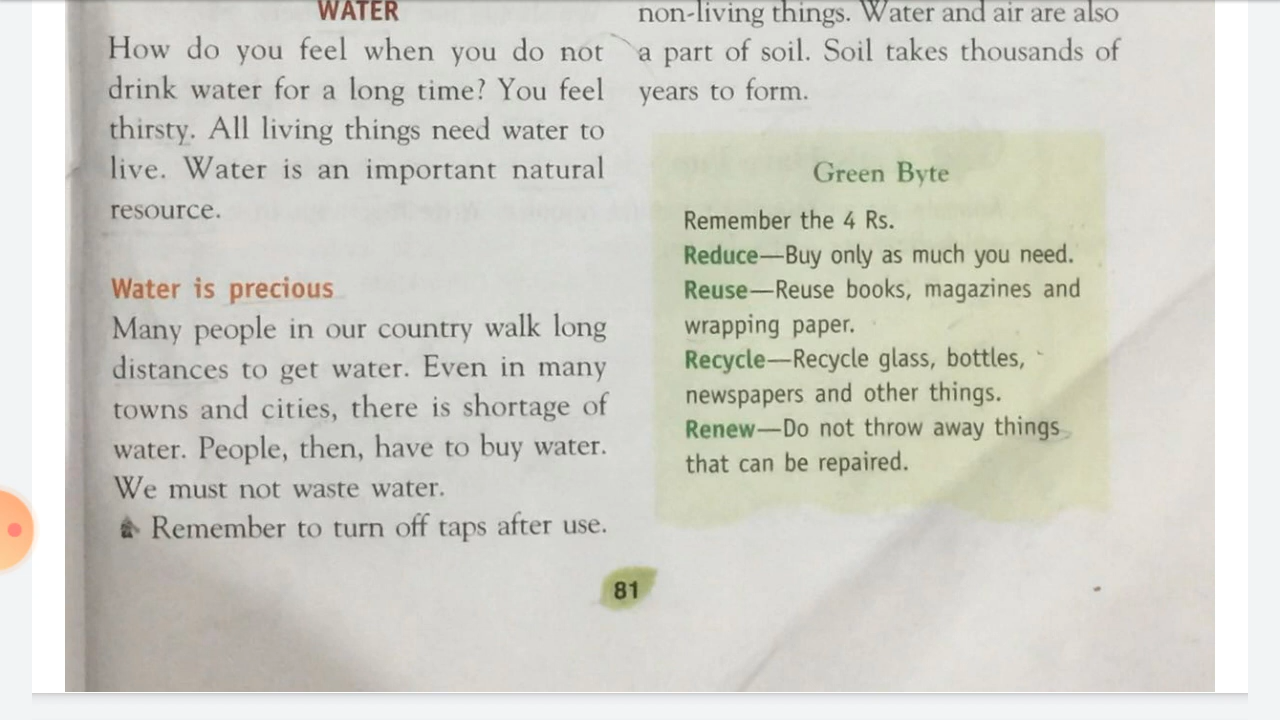 WATER
How do you feel when you do not
drink water for a long time? You feel
thirsty. All living things need water to
live. Water is an important natural
resource.
Water is precious
Many people in our country walk long
distances to get water. Even in many
towns and cities, there is shortage of
water. People, then, have to buy water.
We must not waste water.
Remember to turn off taps after use.
non-living things. Water and air are also
a part of soil. Soil takes thousands of
years to form.
Green Byte
Remember the 4 Rs.
Reduce—Buy only as much you need.
Reuse—Reuse books, magazines and
wrapping paper.
Recycle—Recycle glass, bottles,
newspapers and other things.
Renew—Do not throw away things
that can be repaired.
81